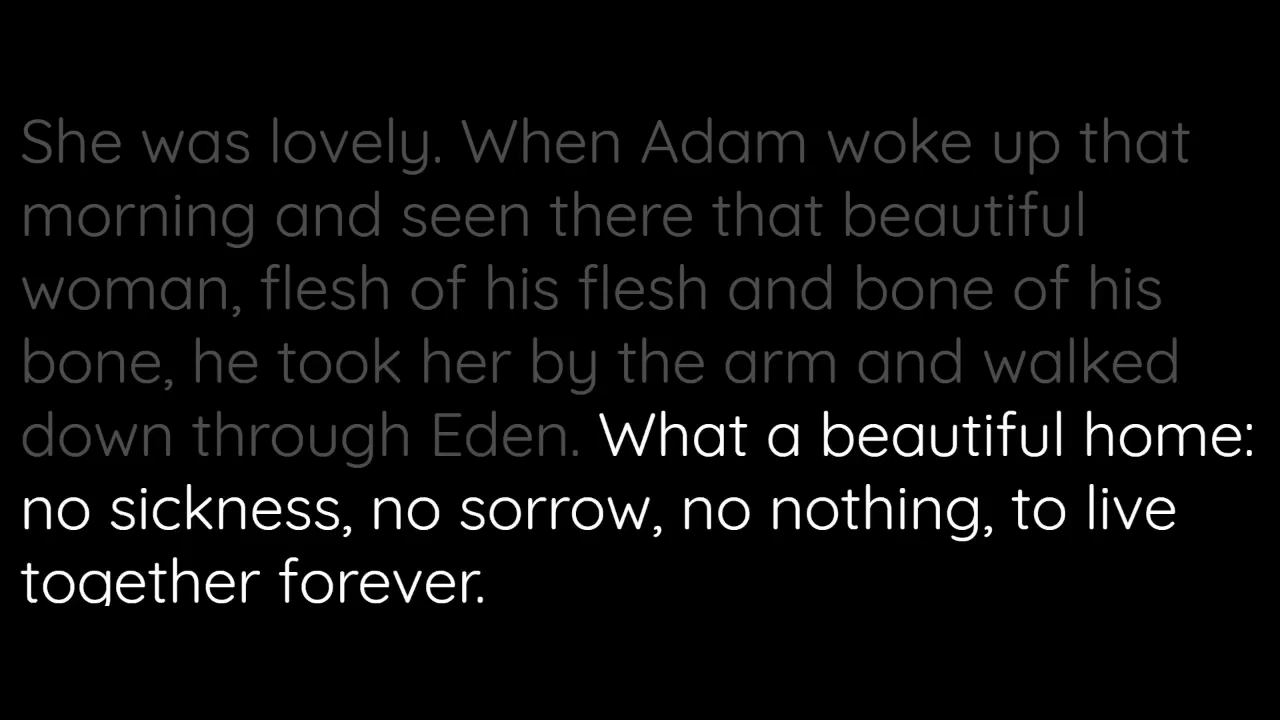 She was lovely. When Adam woke up that
morning and seen there that beautiful
woman, flesh of his flesh and bone of his
bone, he took her by the arm and walked
down through Eden. What a beautiful home:
no sickness, no sorrow, no nothing, to live
together forever.